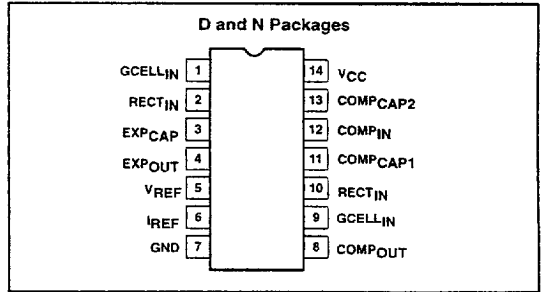 D and N Packages
GCELLIN 1
RECTIN 2
EXPCAP 3
EXPOUT 4
VREF 5
IREF 6
GND 7
14 VCC
13 COMPCAP2
12 COMPIN
11 COMPCAP1
10 RECTIN
9 GCELLIN
8 COMPOUT